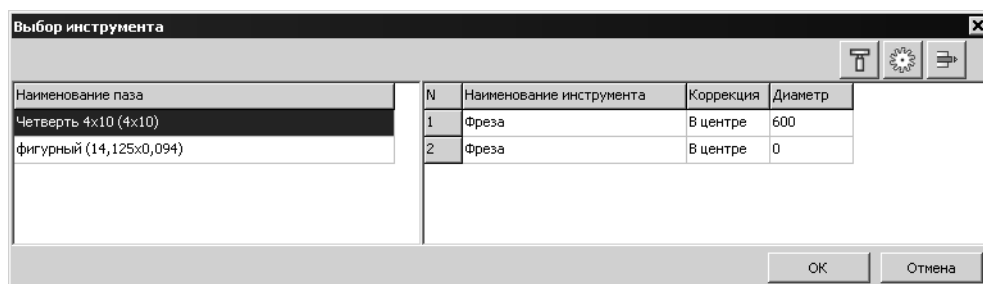 Выбор инструмента
Наименование паза
N Наименование инструмента Коррекция Диаметр
Четверть 4x10 (4x10)
1 Фреза В центре 600
фигурный (14,125x0,094)
2 Фреза В центре 0
ОК Отмена